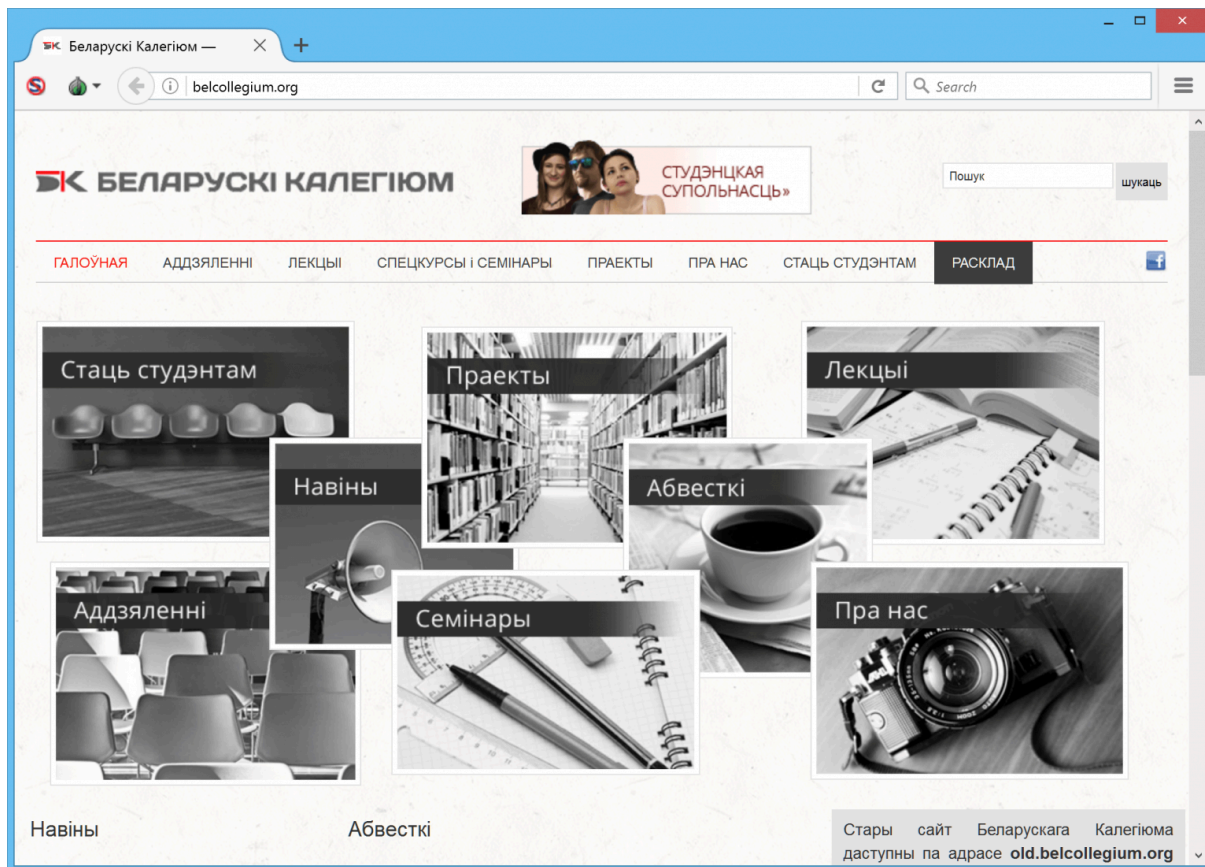 Беларускі Калегіюм —
belcollegium.org
Search
БК БЕЛАРУСКІ КАЛЕГІЮМ
СТУДЭНЦКАЯ
СУПОЛЬНАСЦЬ»
Пошук
шукаць
ГАЛОЎНАЯ АДДЗЯЛЕННІ ЛЕКЦЫІ СПЕЦКУРСЫ і СЕМІНАРЫ ПРАЕКТЫ ПРА НАС СТАЦЬ СТУДЭНТАМ РАСКЛАД
Стаць студэнтам
Праекты
Лекцыі
Навіны
Абвесткі
Аддзяленні
Семінары
Пра нас
Навіны
Абвесткі
Стары сайт Беларускага Калегіюма
даступны па адрасе old.belcollegium.org